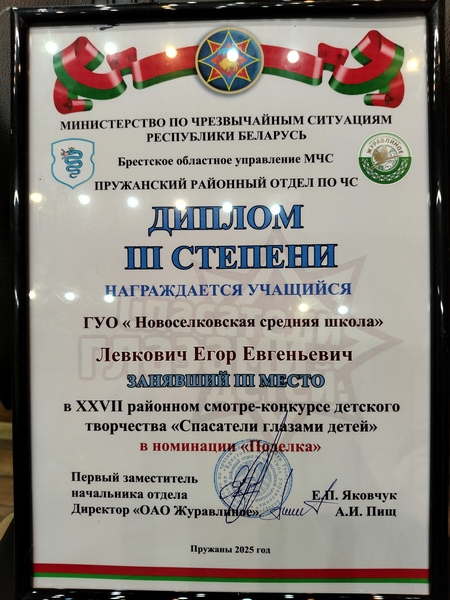 МИНИСТЕРСТВО ПО ЧРЕЗВЫЧАЙНЫМ СИТУАЦИЯМ
РЕСПУБЛИКИ БЕЛАРУСЬ
Брестское областное управление МЧС
ЖУРАВЛИНОЕ
ПРУЖАНСКИЙ РАЙОННЫЙ ОТДЕЛ ПО ЧС
ДИПЛОМ
III СТЕПЕНИ
НАГРАЖДАЕТСЯ УЧАЩИЙСЯ
ГУО « Новоселковская средняя школа»
Левкович Егор Евгеньевич
ЗАНЯВШИЙ III МЕСТО
в XXVII районном смотре-конкурсе детского
творчества «Спасатели глазами детей»
в номинации «Поделка»
Первый заместитель
начальника отдела Е.П. Яковчук
Директор «ОАО Журавлиное» А.И. Пищ
Пружаны 2025 год